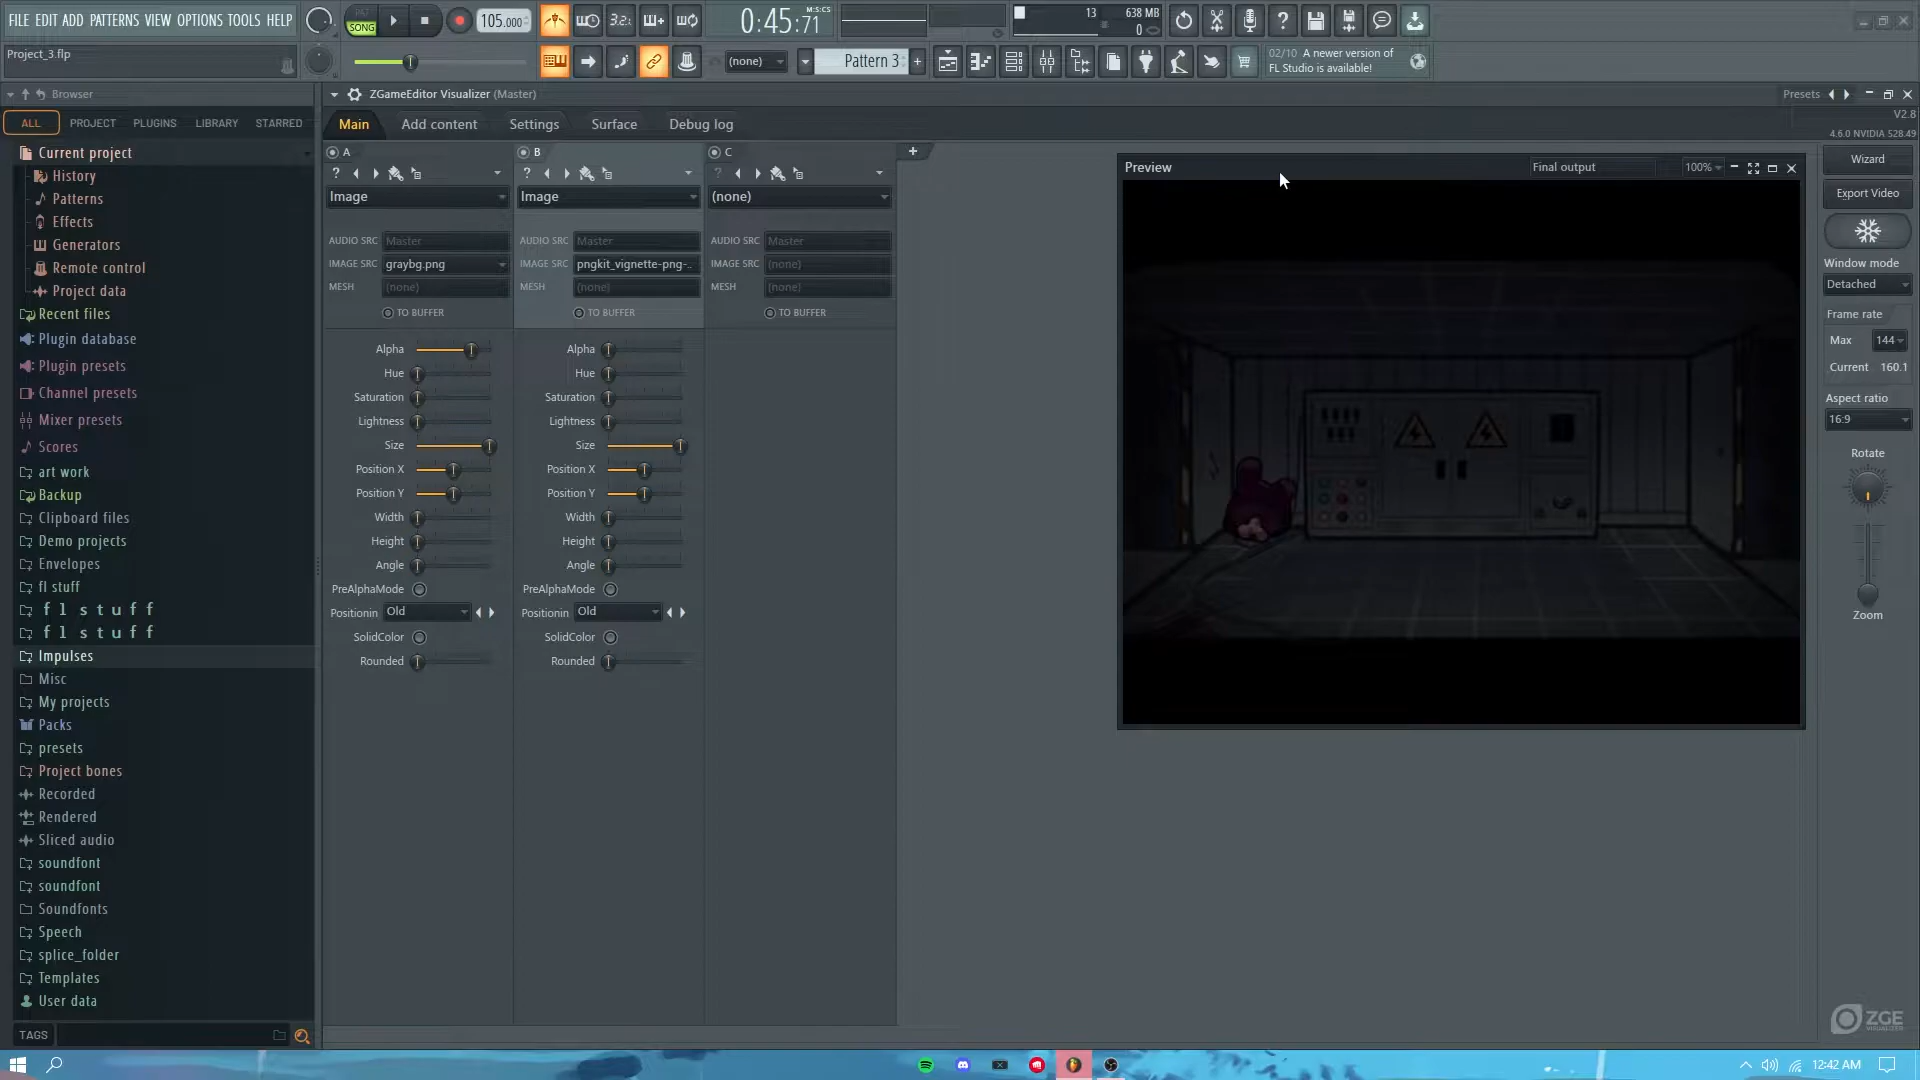 FILE EDIT ADD PATTERNS VIEW OPTIONS TOOLS HELP
PAT
SONG
105.000
3.2.
0:45:71
M:S:CS
13
638 MB
0
Project_3.flp
(none)
Pattern 3
02/10 A newer version of
FL Studio is available!
Browser
ZGameEditor Visualizer (Master)
Presets
ALL
PROJECT
PLUGINS
LIBRARY
STARRED
Main
Add content
Settings
Surface
Debug log
V2.8
4.6.0 NVIDIA 528.49
Current project
History
Patterns
Effects
Generators
Remote control
Project data
Recent files
Plugin database
Plugin presets
Channel presets
Mixer presets
Scores
art work
Backup
Clipboard files
Demo projects
Envelopes
fl stuff
f l s t u f f
f l s t u f f
Impulses
Misc
My projects
Packs
presets
Project bones
Recorded
Rendered
Sliced audio
soundfont
soundfont
Soundfonts
Speech
splice_folder
Templates
User data
TAGS
A
Image
AUDIO SRC Master
IMAGE SRC graybg.png
MESH (none)
TO BUFFER
Alpha
Hue
Saturation
Lightness
Size
Position X
Position Y
Width
Height
Angle
PreAlphaMode
Positionin Old
SolidColor
Rounded
B
Image
AUDIO SRC Master
IMAGE SRC pngkit_vignette-png-..
MESH (none)
TO BUFFER
Alpha
Hue
Saturation
Lightness
Size
Position X
Position Y
Width
Height
Angle
PreAlphaMode
Positionin Old
SolidColor
Rounded
C
(none)
AUDIO SRC Master
IMAGE SRC (none)
MESH (none)
TO BUFFER
Preview
Final output
100%
Wizard
Export Video
Window mode
Detached
Frame rate
Max 144
Current 160.1
Aspect ratio
16:9
Rotate
Zoom
ZGE
VISUALIZER
12:42 AM